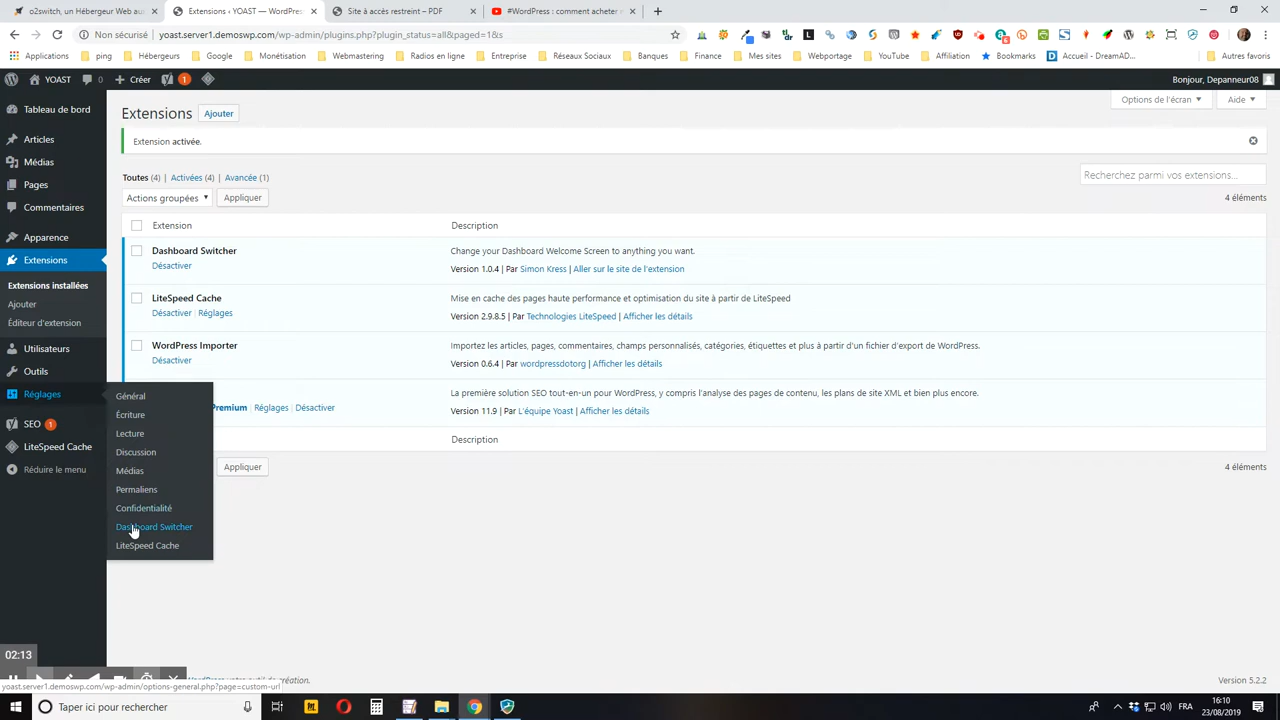 o2switch, un Hébergeur Web au
Extensions ‹ YOAST — WordPres
Site à accès restreint – PDF
#WordPress : comment acheter n
Non sécurisé
yoast.server1.demoswp.com/wp-admin/plugins.php?plugin_status=all&paged=1&s
Applications
ping
Hébergeurs
Google
Monétisation
Webmastering
Radios en ligne
Entreprise
Réseaux Sociaux
Banques
Finance
Mes sites
Webportage
YouTube
Affiliation
Bookmarks
Accueil - DreamAD...
Autres favoris
YOAST
0
Créer
1
Bonjour, Depanneur08
Tableau de bord
Articles
Médias
Pages
Commentaires
Apparence
Extensions
Extensions installées
Ajouter
Éditeur d'extension
Utilisateurs
Outils
Réglages
SEO 1
LiteSpeed Cache
Réduire le menu
Général
Écriture
Lecture
Discussion
Médias
Permaliens
Confidentialité
Dashboard Switcher
LiteSpeed Cache
Options de l'écran
Aide
Extensions
Ajouter
Extension activée.
Toutes (4) | Activées (4) | Avancée (1)
Recherchez parmi vos extensions...
Actions groupées
Appliquer
4 éléments
Extension
Description
Dashboard Switcher
Désactiver
Change your Dashboard Welcome Screen to anything you want.
Version 1.0.4 | Par Simon Kress | Aller sur le site de l'extension
LiteSpeed Cache
Désactiver | Réglages
Mise en cache des pages haute performance et optimisation du site à partir de LiteSpeed
Version 2.9.8.5 | Par Technologies LiteSpeed | Afficher les détails
WordPress Importer
Désactiver
Importez les articles, pages, commentaires, champs personnalisés, catégories, étiquettes et plus à partir d'un fichier d'export de WordPress.
Version 0.6.4 | Par wordpressdotorg | Afficher les détails
Premium | Réglages | Désactiver
La première solution SEO tout-en-un pour WordPress, y compris l'analyse des pages de contenu, les plans de site XML et bien plus encore.
Version 11.9 | Par L'équipe Yoast | Afficher les détails
Description
Appliquer
4 éléments
02:13
WordPress votre outil de création.
Version 5.2.2
yoast.server1.demoswp.com/wp-admin/options-general.php?page=custom-url
Taper ici pour rechercher
16:10
23/08/2019